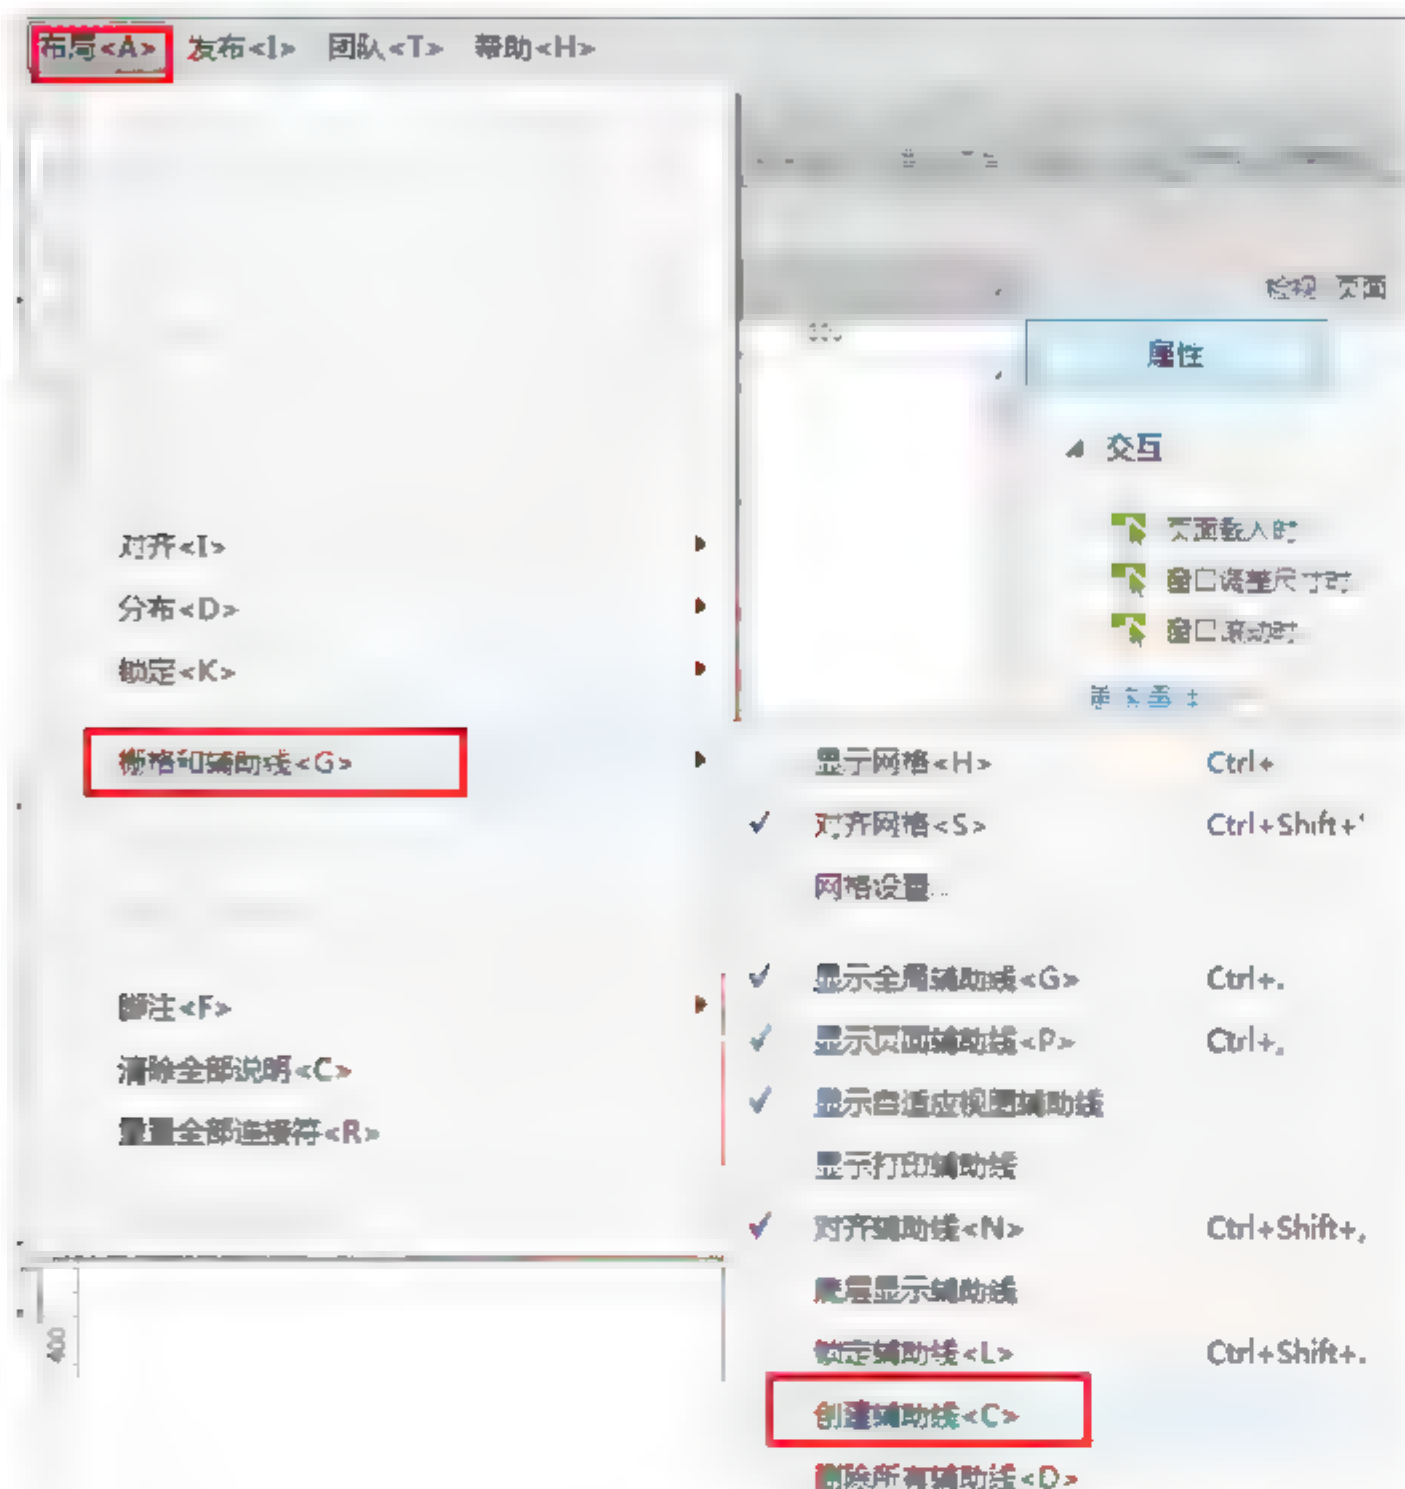 布局<A> 发布<I> 团队<T> 帮助<H>
检视 页面
属性
交互
页面载入时
窗口调整尺寸时
窗口滚动时
对齐<I>
分布<D>
锁定<K>
栅格和辅助线<G>
脚注<F>
清除全部说明<C>
重置全部连接符<R>
显示网格<H> Ctrl+
✓ 对齐网格<S> Ctrl+Shift+'
网格设置...
✓ 显示全局辅助线<G> Ctrl+.
✓ 显示页面辅助线<P> Ctrl+,
✓ 显示自适应视图辅助线
显示打印辅助线
✓ 对齐辅助线<N> Ctrl+Shift+,
底层显示辅助线
锁定辅助线<L> Ctrl+Shift+.
创建辅助线<C>
删除所有辅助线<D>
400